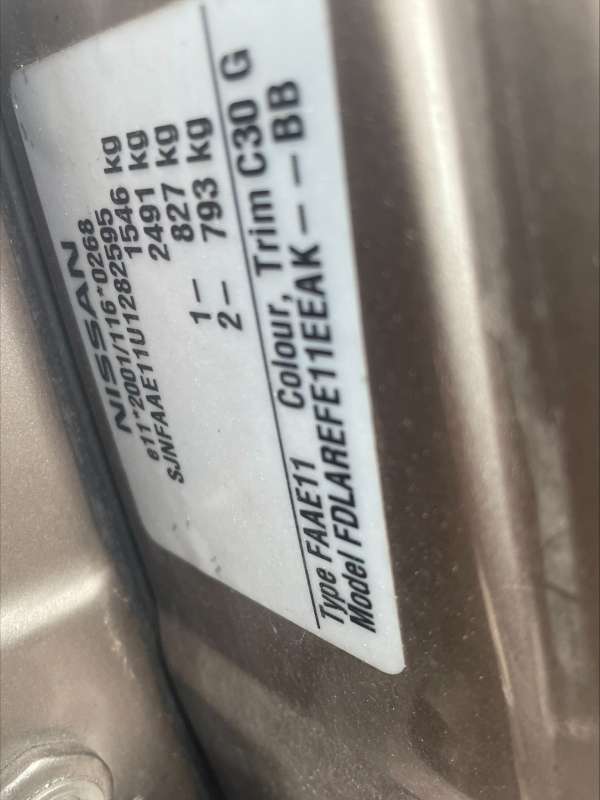 NISSAN
e11*2001/116*0268
SJNFAAE11U1282595
1546 kg
2491 kg
1– 827 kg
2– 793 kg
Type FAAE11 Colour, Trim C30 G
Model FDLAREFE11EEAK––BB